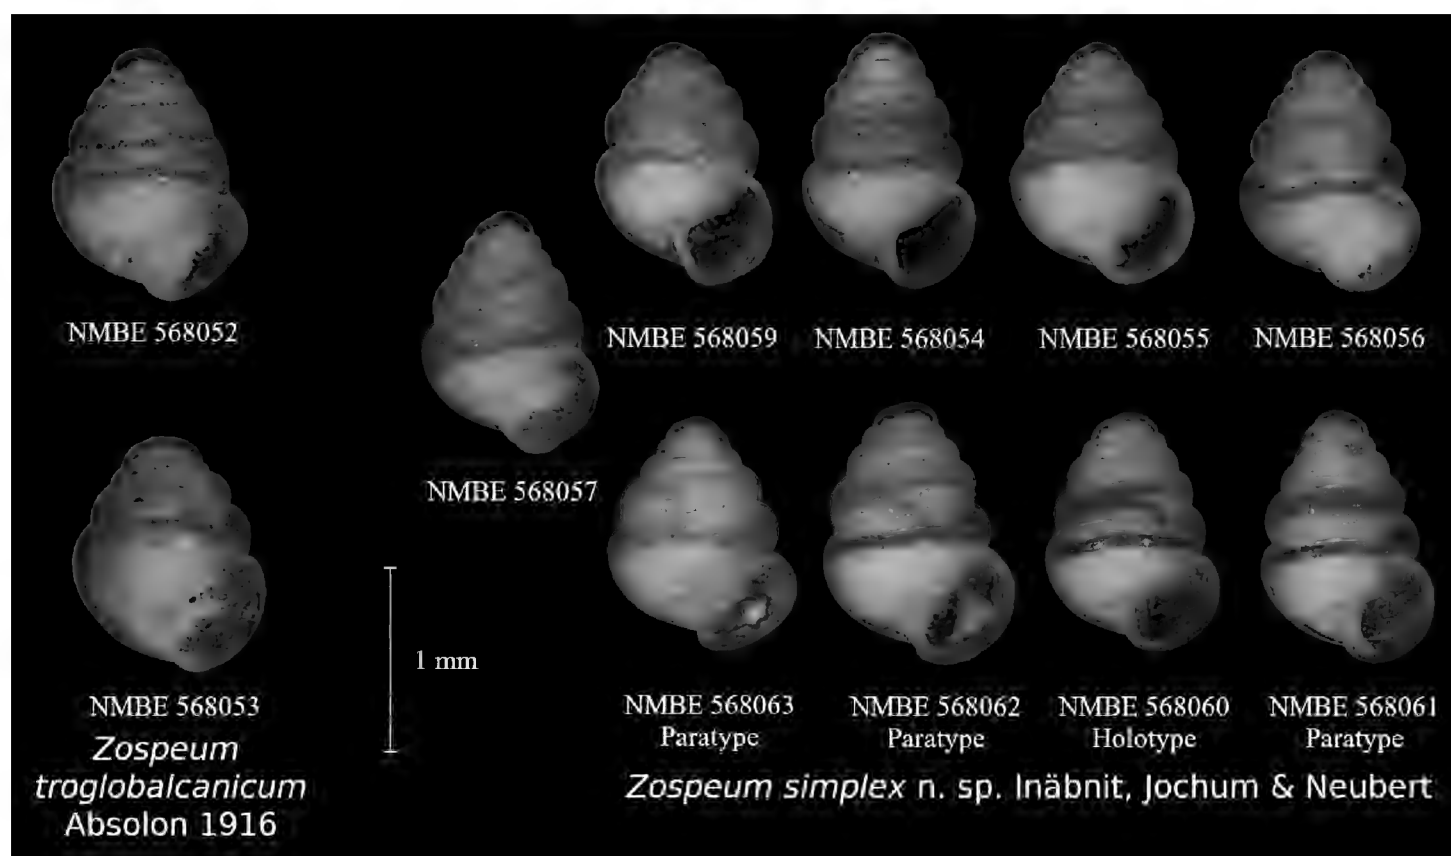 NMBE 568052
NMBE 568059
NMBE 568054
NMBE 568055
NMBE 568056
NMBE 568057
1 mm
NMBE 568053
Zospeum
troglobalcanicum
Absolon 1916
NMBE 568063
Paratype
NMBE 568062
Paratype
NMBE 568060
Holotype
NMBE 568061
Paratype
Zospeum simplex n. sp. Inäbnit, Jochum & Neubert